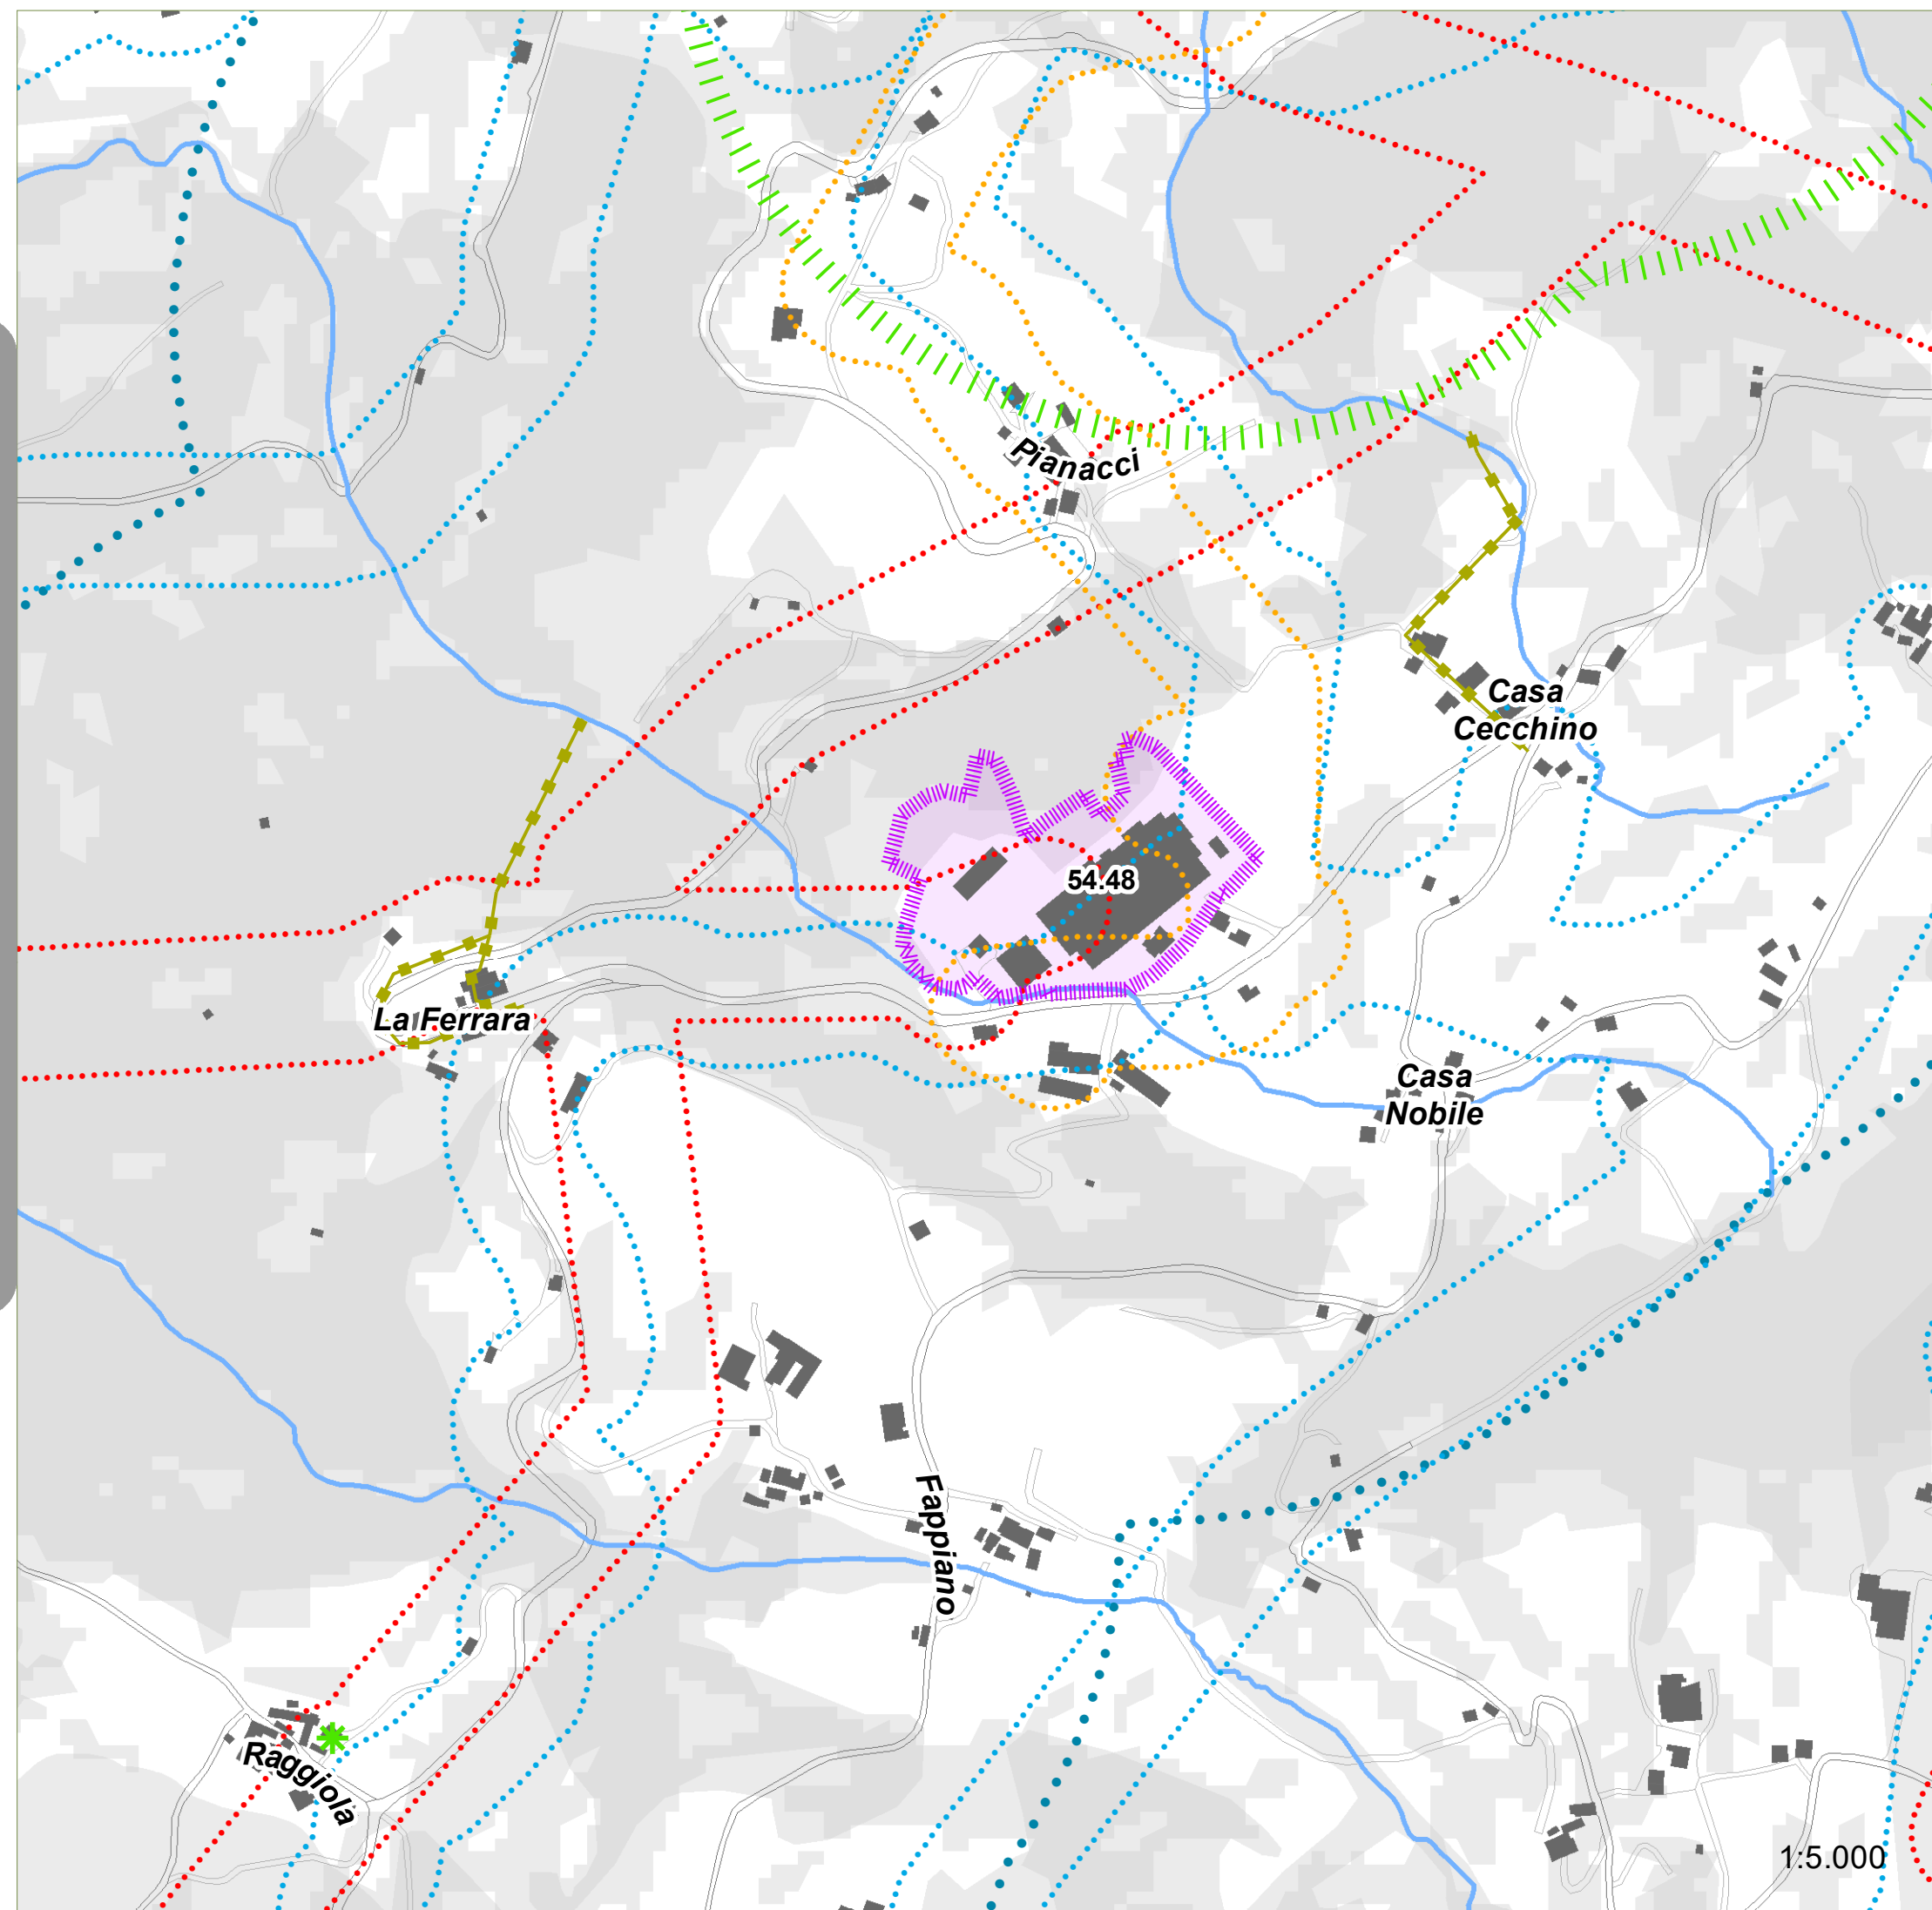 Pianacci
Casa
Cecchino
54.48
La Ferrara
Casa
Nobile
Fappiano
Raggiola
1:5.000